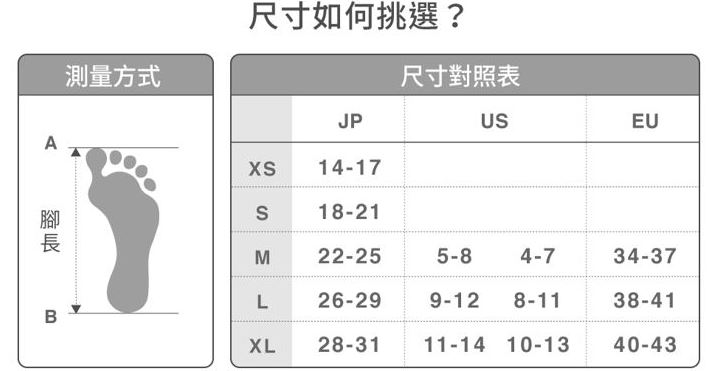 尺寸如何挑選？
測量方式
A
腳長
B
尺寸對照表
JP US EU
XS 14-17
S 18-21
M 22-25 5-8 4-7 34-37
L 26-29 9-12 8-11 38-41
XL 28-31 11-14 10-13 40-43